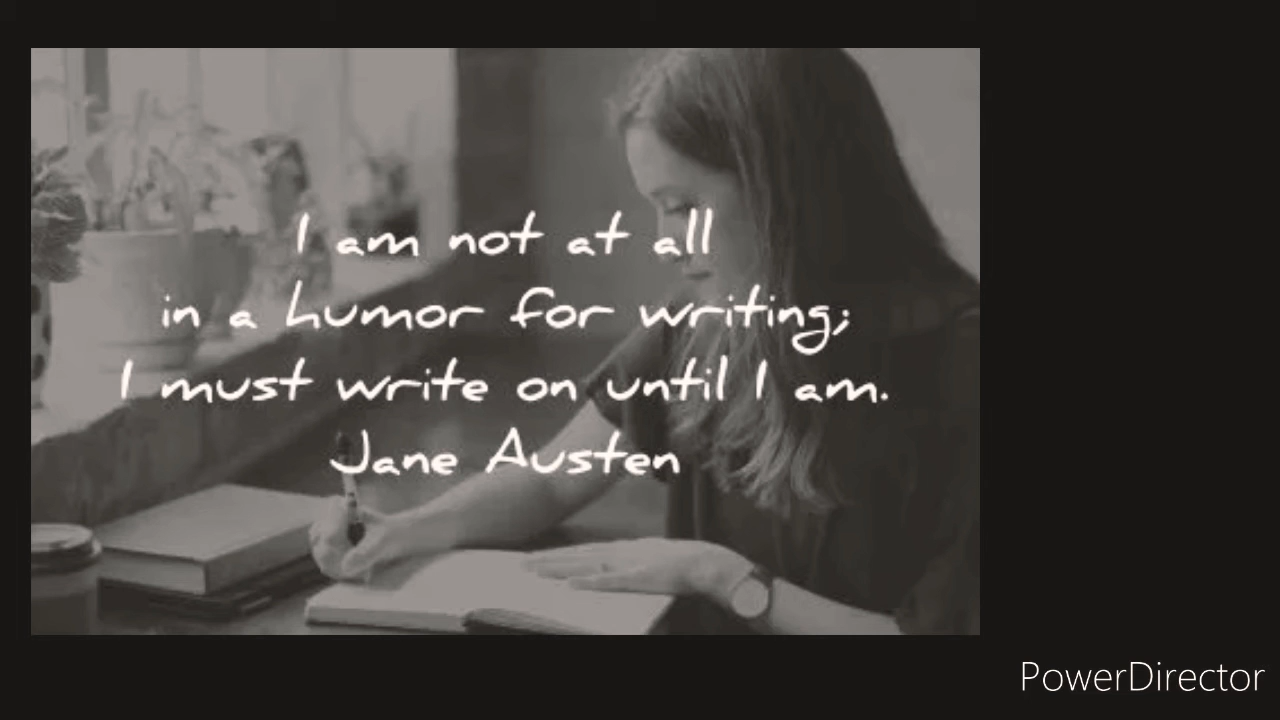 I am not at all
in a humor for writing;
I must write on until I am.
Jane Austen
PowerDirector